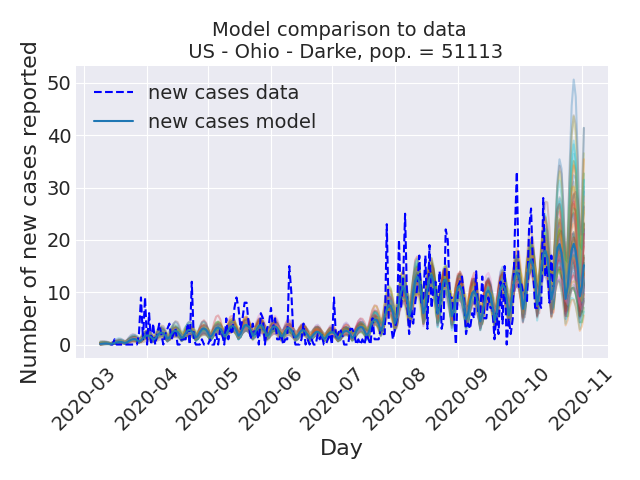 Model comparison to data
US - Ohio - Darke, pop. = 51113
Number of new cases reported
50
40
30
20
10
0
new cases data
new cases model
2020-03
2020-04
2020-05
2020-06
2020-07
2020-08
2020-09
2020-10
2020-11
Day